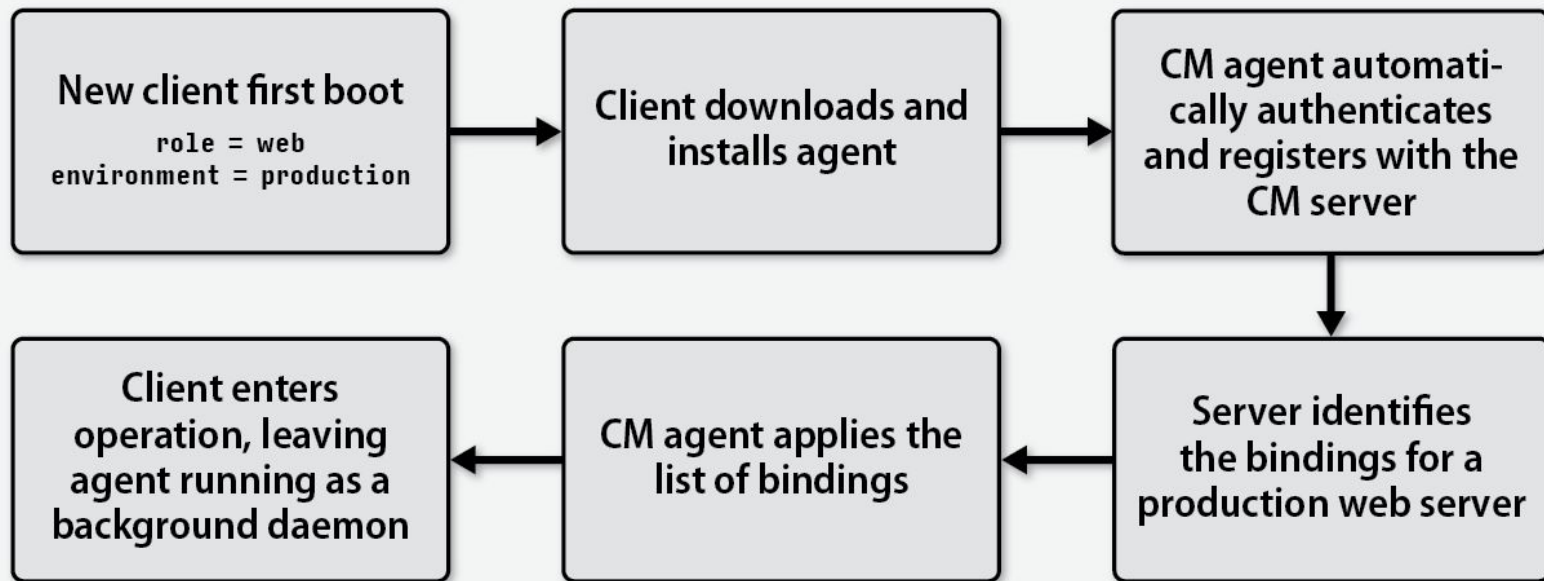 New client first boot
role = web
environment = production
Client downloads and
installs agent
CM agent automati-
cally authenticates
and registers with the
CM server
Server identifies
the bindings for a
production web server
CM agent applies the
list of bindings
Client enters
operation, leaving
agent running as a
background daemon